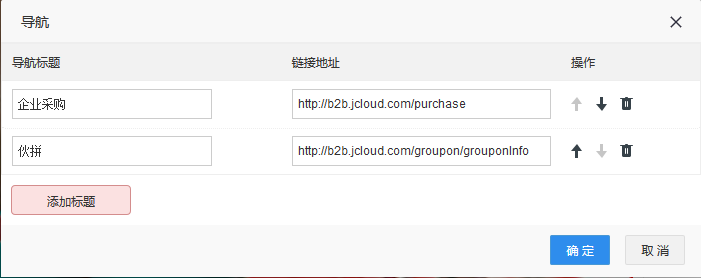 导航
导航标题 链接地址 操作
企业采购 http://b2b.jcloud.com/purchase
伙拼 http://b2b.jcloud.com/groupon/grouponInfo
添加标题
确定 取消